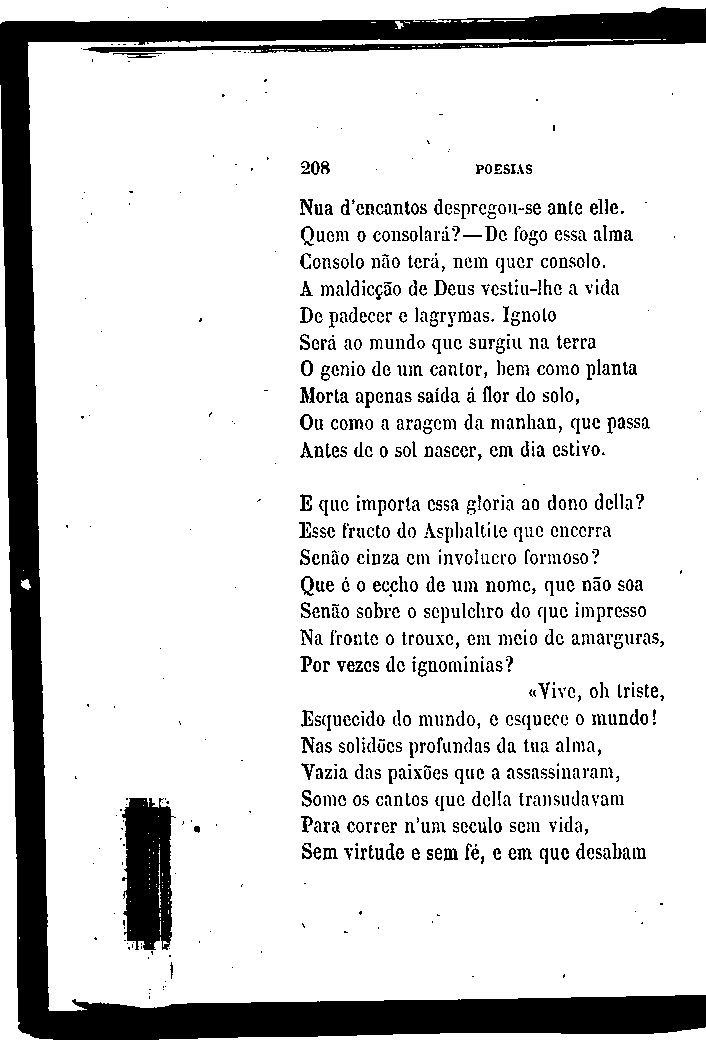 208 POESIAS
Nua d'encantos despregou-se ante elle.
Quem o consolará?—De fogo essa alma
Consolo não terá, nem quer consolo.
A maldicção de Deus vestiu-lhe a vida
De padecer e lagrymas. Ignoto
Será ao mundo que surgiu na terra
O genio de um cantor, bem como planta
Morta apenas saída á flor do solo,
Ou como a aragem da manhan, que passa
Antes de o sol nascer, em dia estivo.
E que importa essa gloria ao dono della?
Esse fructo do Asphaltite que encerra
Senão cinza em involucro formoso?
Que é o eccho de um nome, que não soa
Senão sobre o sepulchro do que impresso
Na fronte o trouxe, em meio de amarguras,
Por vezes de ignominias?
«Vive, oh triste,
Esquecido do mundo, e esquece o mundo!
Nas solidões profundas da tua alma,
Vazia das paixões que a assassinaram,
Some os cantos que della transudavam
Para correr n'um seculo sem vida,
Sem virtude e sem fé, e em que desabam